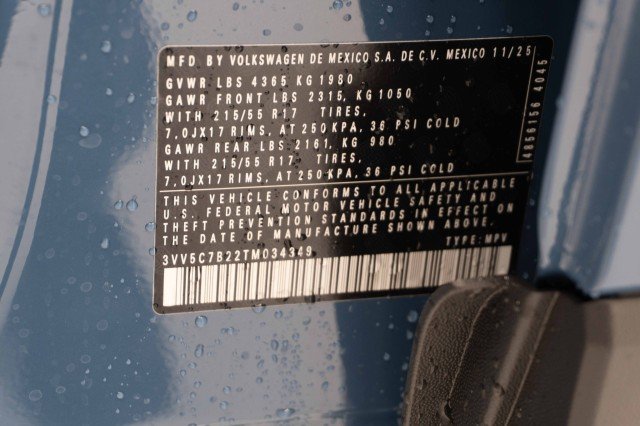 MFD. BY VOLKSWAGEN DE MEXICO S.A. DE C.V. MEXICO 11/25
GVWR LBS 4365 KG 1980
GAWR FRONT LBS 2315, KG 1050
WITH 215/55 R17 TIRES,
7,0JX17 RIMS, AT 250 KPA, 36 PSI COLD
GAWR REAR LBS 2161, KG 980
WITH 215/55 R17 TIRES,
7,0JX17 RIMS, AT 250 KPA, 36 PSI COLD
THIS VEHICLE CONFORMS TO ALL APPLICABLE
U.S. FEDERAL MOTOR VEHICLE SAFETY AND
THEFT PREVENTION STANDARDS IN EFFECT ON
THE DATE OF MANUFACTURE SHOWN ABOVE.
3VV5C7B22TM034349 TYPE: MPV
4856Y56 4045